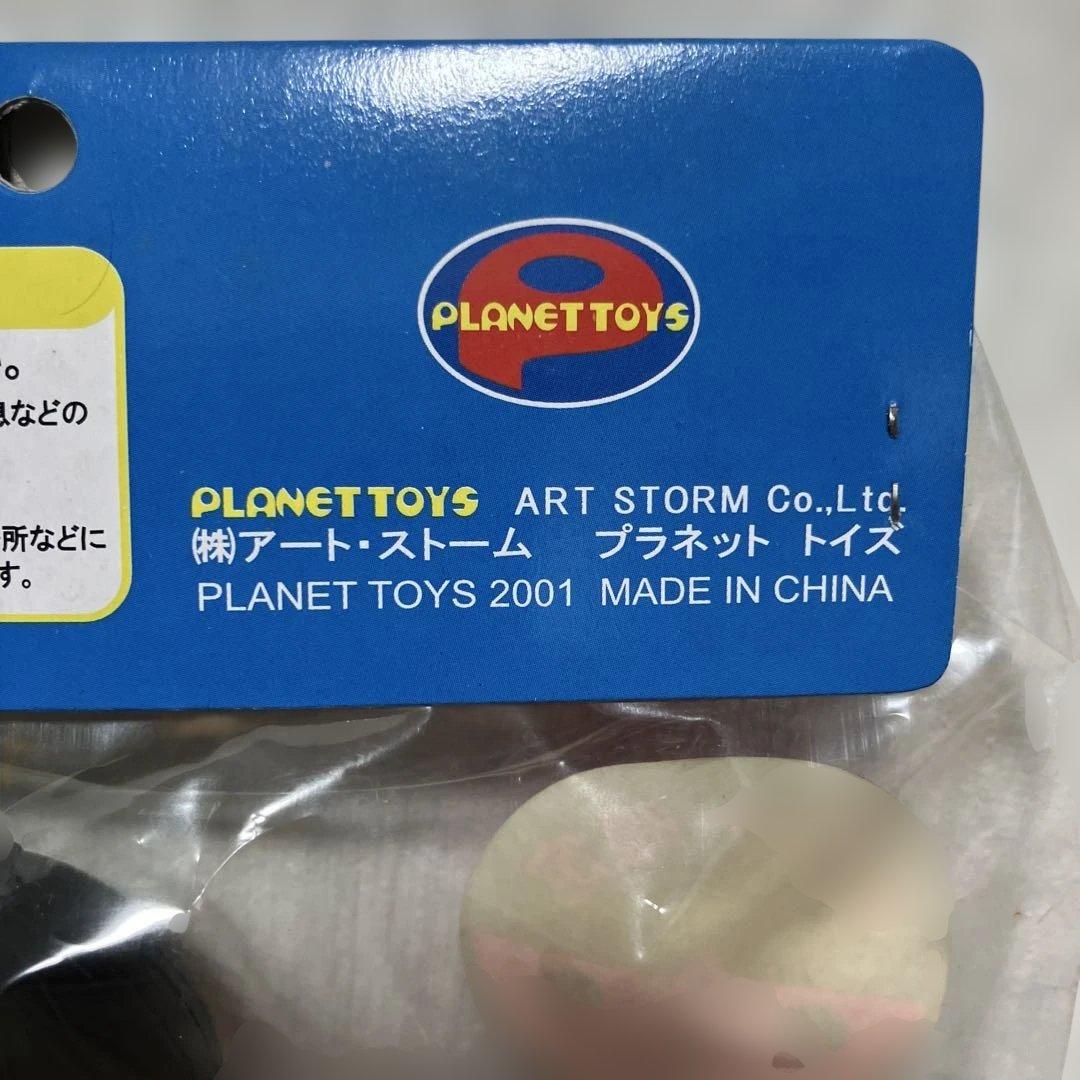 PLANET TOYS
い。
息などの
所などに
す。
PLANET TOYS ART STORM Co.,Ltd.
㈱アート・ストーム プラネット トイズ
PLANET TOYS 2001 MADE IN CHINA